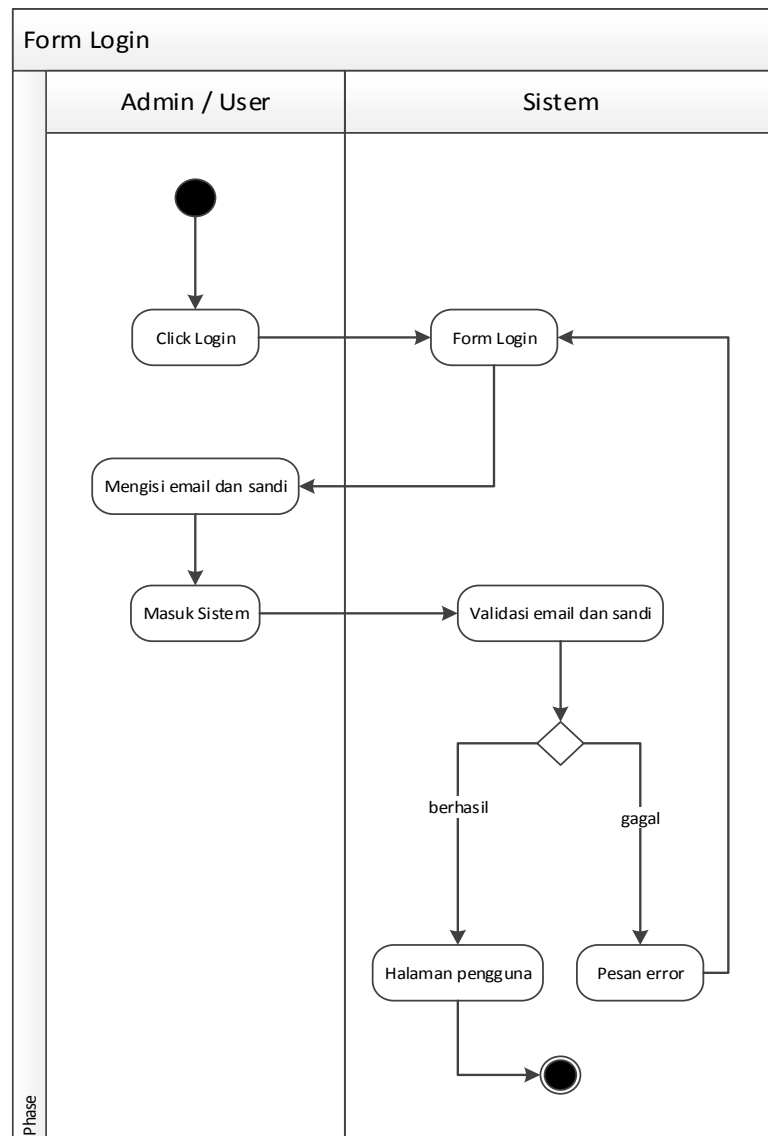 Form Login
Admin / User
Sistem
Click Login
Form Login
Mengisi email dan sandi
Masuk Sistem
Validasi email dan sandi
berhasil
gagal
Halaman pengguna
Pesan error
Phase